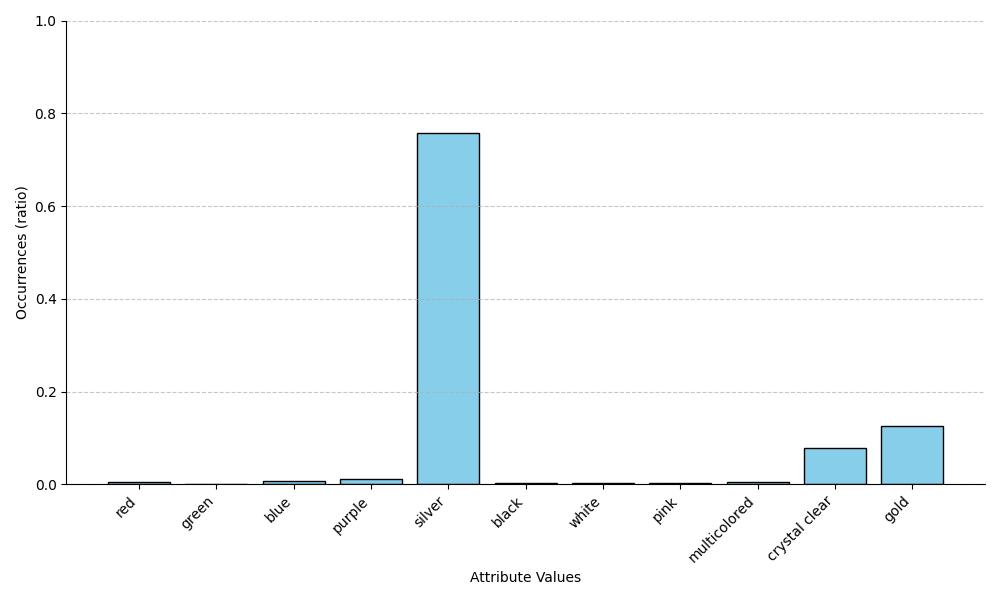 1.0
0.8
0.6
0.4
0.2
0.0
Occurrences (ratio)
red
green
blue
purple
silver
black
white
pink
multicolored
crystal clear
gold
Attribute Values